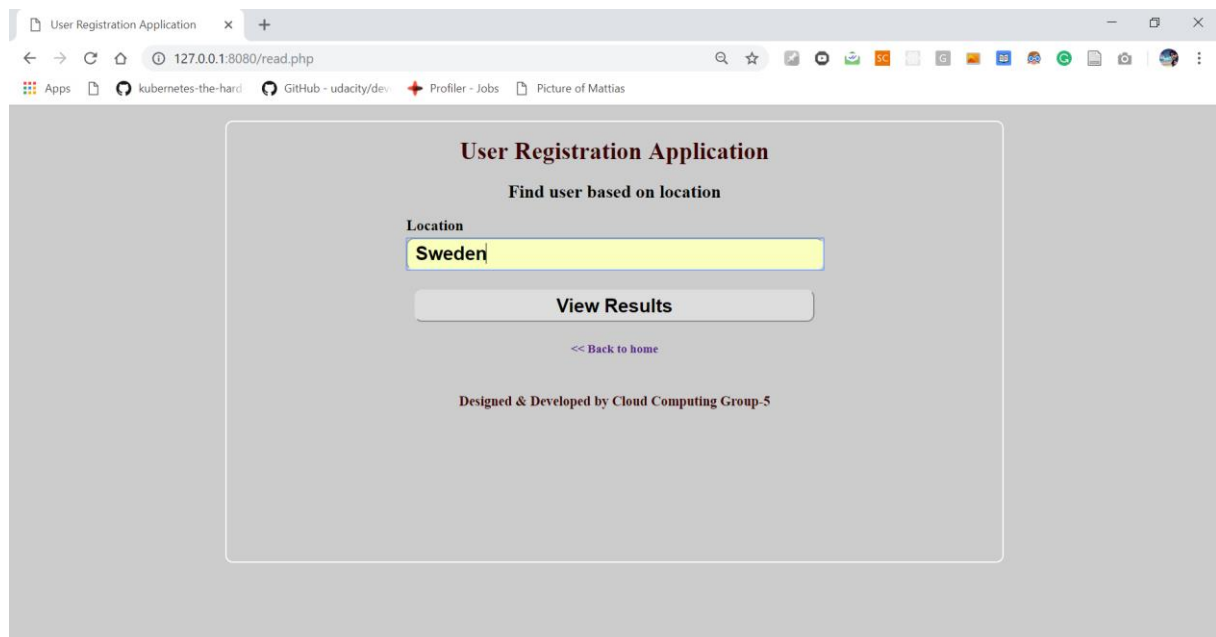 User Registration Application
127.0.0.1:8080/read.php
Apps kubernetes-the-hard GitHub - udacity/dev Profiler - Jobs Picture of Mattias
User Registration Application
Find user based on location
Location
Sweden
View Results
<< Back to home
Designed & Developed by Cloud Computing Group-5